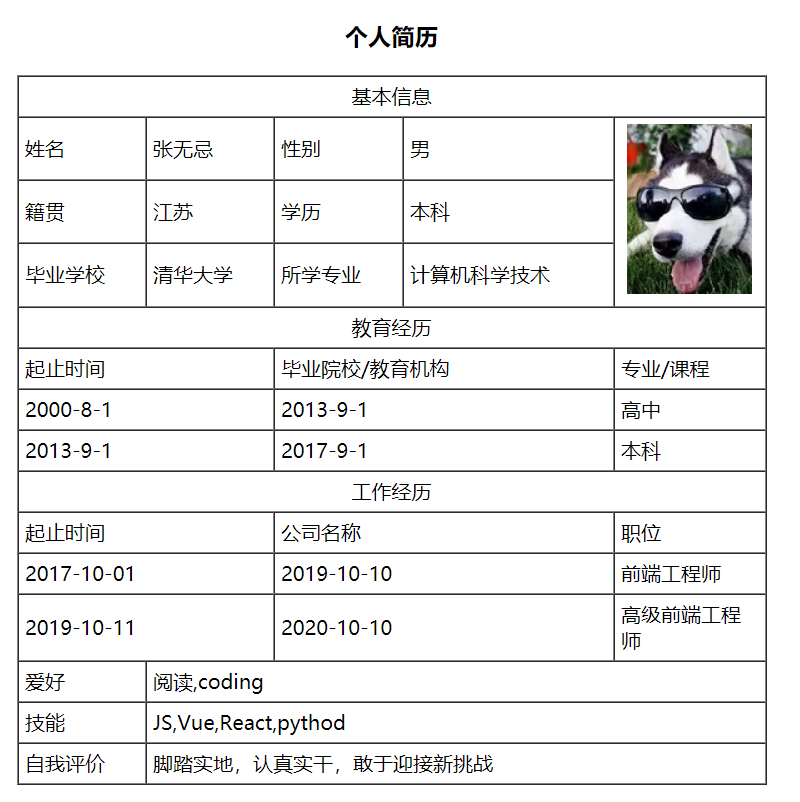 个人简历
基本信息
姓名 张无忌 性别 男
籍贯 江苏 学历 本科
毕业学校 清华大学 所学专业 计算机科学技术
教育经历
起止时间 毕业院校/教育机构 专业/课程
2000-8-1 2013-9-1 高中
2013-9-1 2017-9-1 本科
工作经历
起止时间 公司名称 职位
2017-10-01 2019-10-10 前端工程师
2019-10-11 2020-10-10 高级前端工程
师
爱好 阅读,coding
技能 JS,Vue,React,pythod
自我评价 脚踏实地，认真实干，敢于迎接新挑战